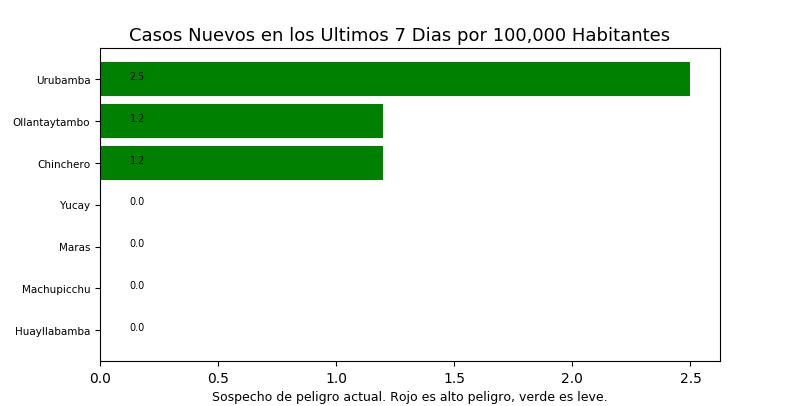 Casos Nuevos en los Ultimos 7 Dias por 100,000 Habitantes
Urubamba 2.5
Ollantaytambo 1.2
Chinchero 1.2
Yucay 0.0
Maras 0.0
Machupicchu 0.0
Huayllabamba 0.0
0.0 0.5 1.0 1.5 2.0 2.5
Sospecho de peligro actual. Rojo es alto peligro, verde es leve.